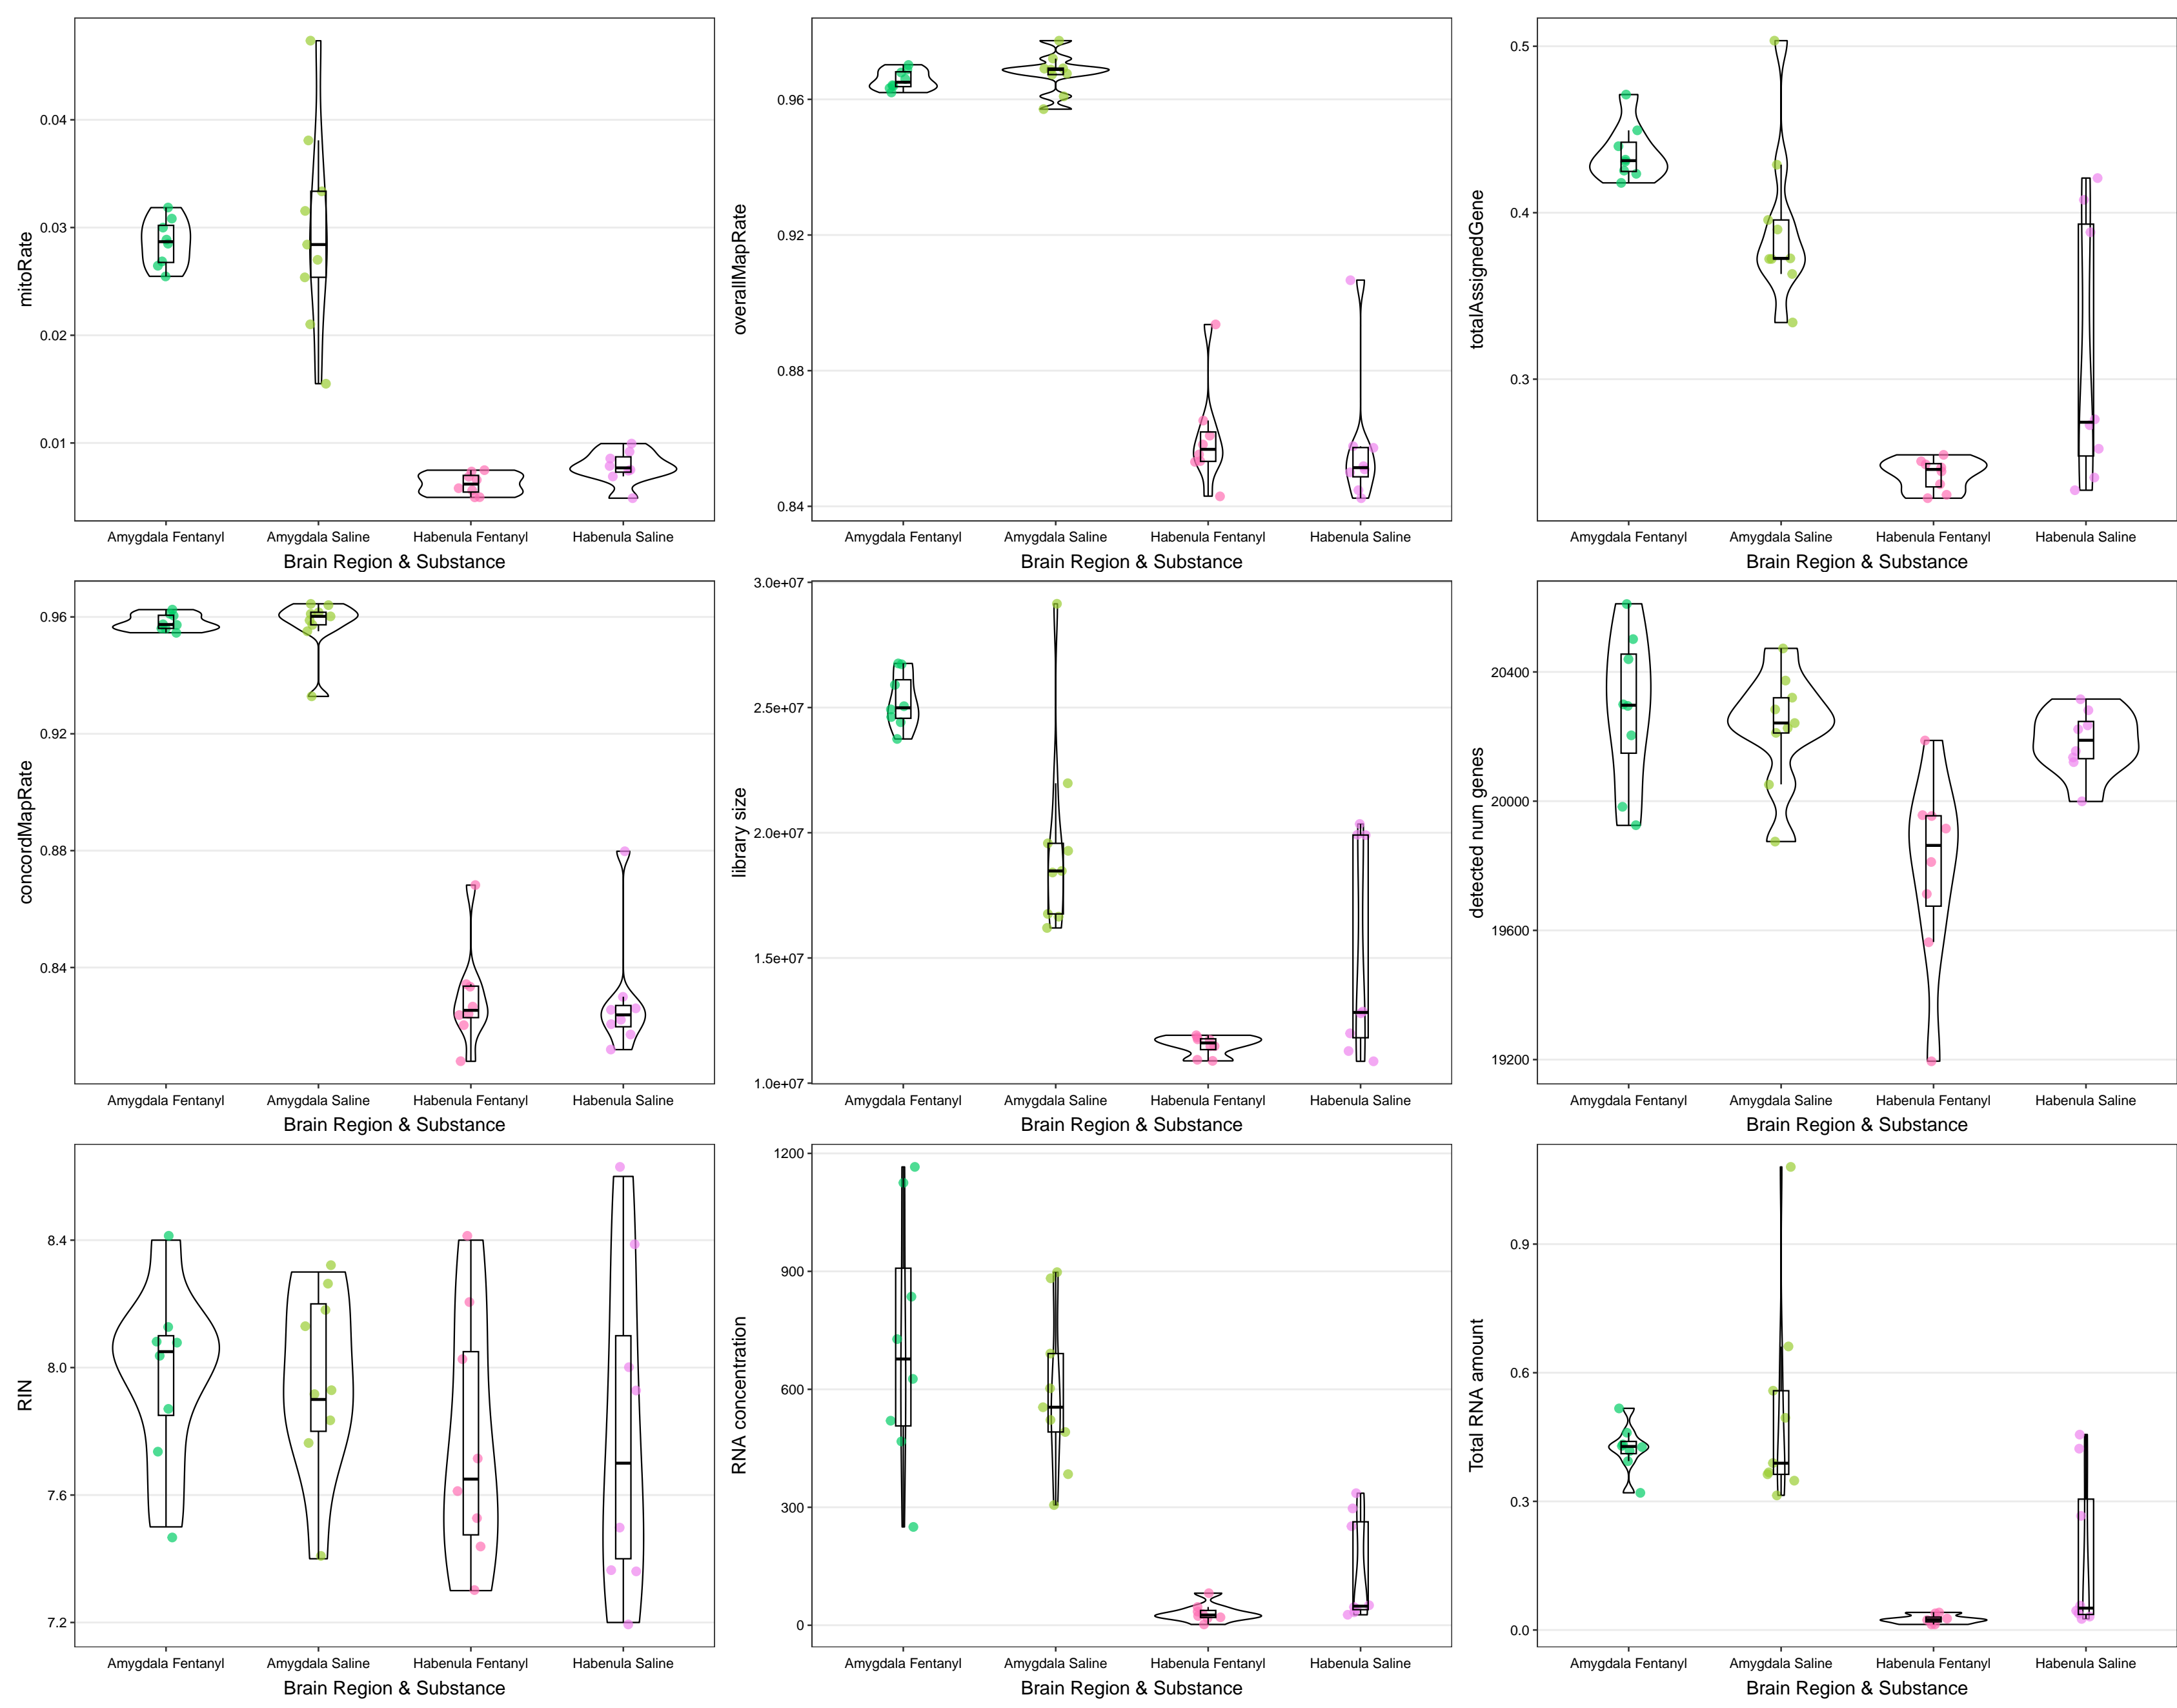 mitoRate
0.04
0.03
0.02
0.01
Amygdala Fentanyl Amygdala Saline Habenula Fentanyl Habenula Saline
Brain Region & Substance
overallMapRate
0.96
0.92
0.88
0.84
Amygdala Fentanyl Amygdala Saline Habenula Fentanyl Habenula Saline
Brain Region & Substance
totalAssignedGene
0.5
0.4
0.3
Amygdala Fentanyl Amygdala Saline Habenula Fentanyl Habenula Saline
Brain Region & Substance
concordMapRate
0.96
0.92
0.88
0.84
Amygdala Fentanyl Amygdala Saline Habenula Fentanyl Habenula Saline
Brain Region & Substance
library size
3.0e+07
2.5e+07
2.0e+07
1.5e+07
1.0e+07
Amygdala Fentanyl Amygdala Saline Habenula Fentanyl Habenula Saline
Brain Region & Substance
detected num genes
20400
20000
19600
19200
Amygdala Fentanyl Amygdala Saline Habenula Fentanyl Habenula Saline
Brain Region & Substance
RIN
8.4
8.0
7.6
7.2
Amygdala Fentanyl Amygdala Saline Habenula Fentanyl Habenula Saline
Brain Region & Substance
RNA concentration
1200
900
600
300
0
Amygdala Fentanyl Amygdala Saline Habenula Fentanyl Habenula Saline
Brain Region & Substance
Total RNA amount
0.9
0.6
0.3
0.0
Amygdala Fentanyl Amygdala Saline Habenula Fentanyl Habenula Saline
Brain Region & Substance